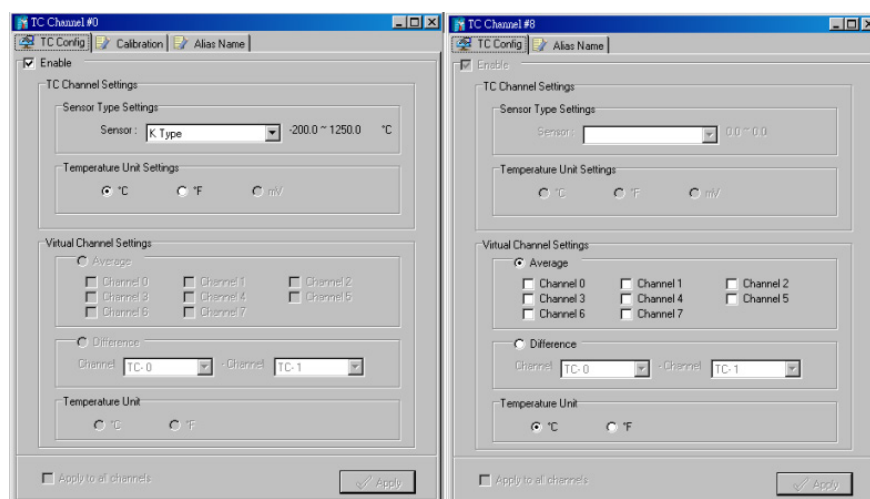 TC Channel #0
TC Config Calibration Alias Name
Enable
TC Channel Settings
Sensor Type Settings
Sensor : K Type -200.0 ~ 1250.0 °C
Temperature Unit Settings
°C °F mV
Virtual Channel Settings
Average
Channel 0 Channel 1 Channel 2
Channel 3 Channel 4 Channel 5
Channel 6 Channel 7
Difference
Channel TC- 0 - Channel TC- 1
Temperature Unit
°C °F
Apply to all channels Apply
TC Channel #8
TC Config Alias Name
Enable
TC Channel Settings
Sensor Type Settings
Sensor : 0.0 ~ 0.0
Temperature Unit Settings
°C °F mV
Virtual Channel Settings
Average
Channel 0 Channel 1 Channel 2
Channel 3 Channel 4 Channel 5
Channel 6 Channel 7
Difference
Channel TC- 0 - Channel TC- 1
Temperature Unit
°C °F
Apply to all channels Apply